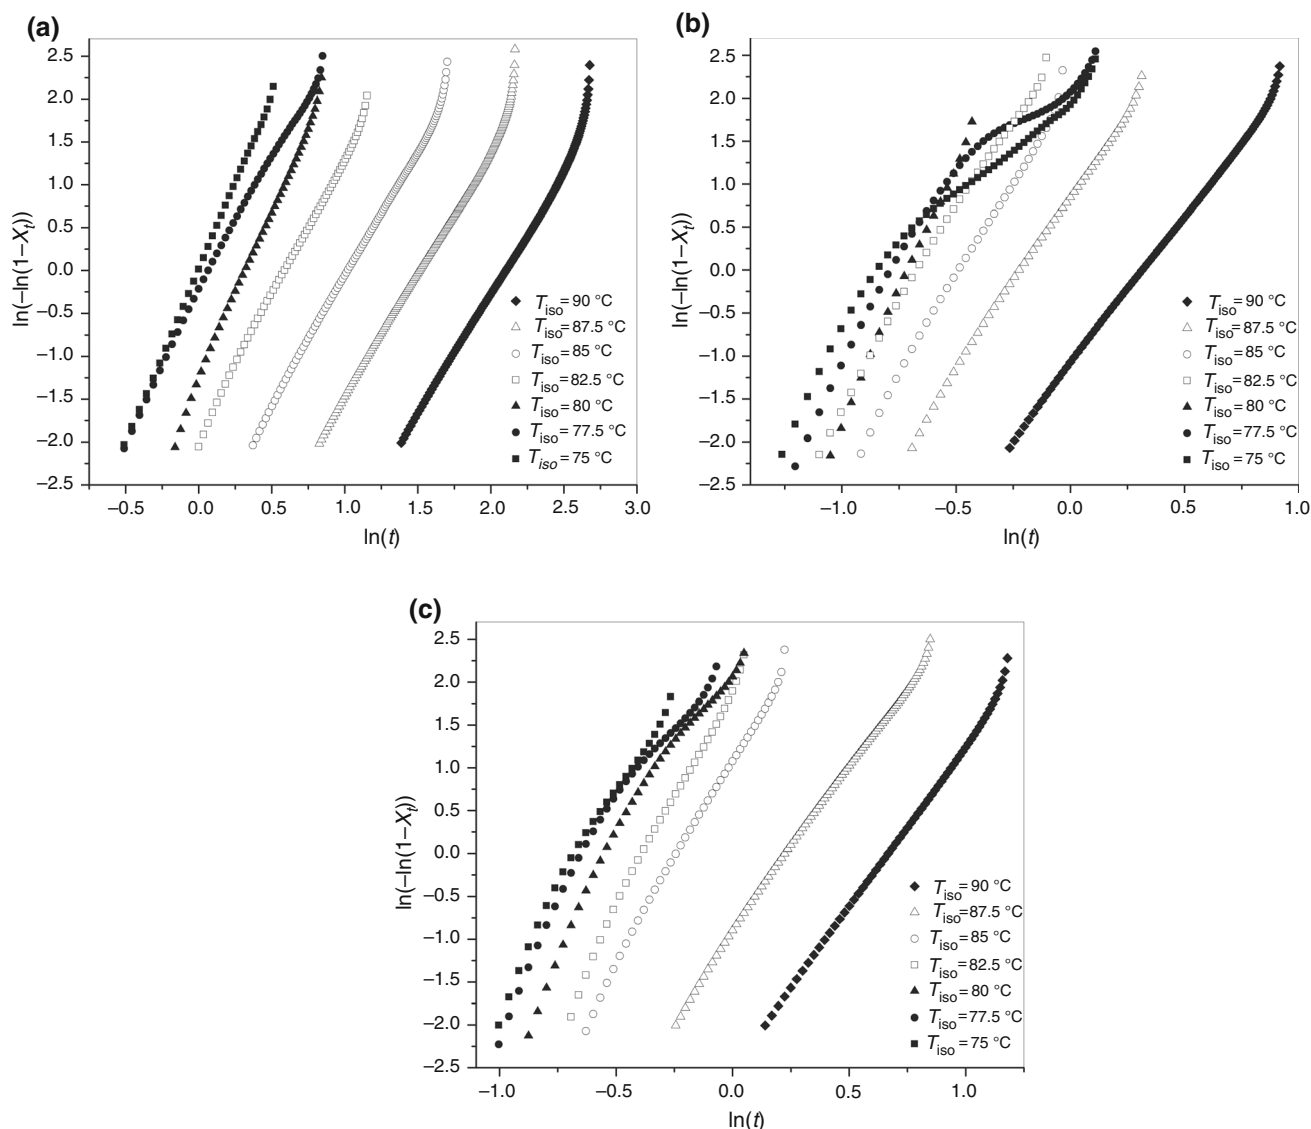 (a)
2.5
2.0
1.5
1.0
0.5
0.0
−0.5
−1.0
−1.5
−2.0
−2.5
ln(−ln(1−Xt))
−0.5 0.0 0.5 1.0 1.5 2.0 2.5 3.0
ln(t)
Tiso = 90 °C
Tiso = 87.5 °C
Tiso = 85 °C
Tiso = 82.5 °C
Tiso = 80 °C
Tiso = 77.5 °C
Tiso = 75 °C
(b)
2.5
2.0
1.5
1.0
0.5
0.0
−0.5
−1.0
−1.5
−2.0
−2.5
ln(−ln(1−Xt))
−1.0 −0.5 0.0 0.5 1.0
ln(t)
Tiso = 90 °C
Tiso = 87.5 °C
Tiso = 85 °C
Tiso = 82.5 °C
Tiso = 80 °C
Tiso = 77.5 °C
Tiso = 75 °C
(c)
2.5
2.0
1.5
1.0
0.5
0.0
−0.5
−1.0
−1.5
−2.0
−2.5
ln(−ln(1−Xt))
−1.0 −0.5 0.0 0.5 1.0
ln(t)
Tiso = 90 °C
Tiso = 87.5 °C
Tiso = 85 °C
Tiso = 82.5 °C
Tiso = 80 °C
Tiso = 77.5 °C
Tiso = 75 °C